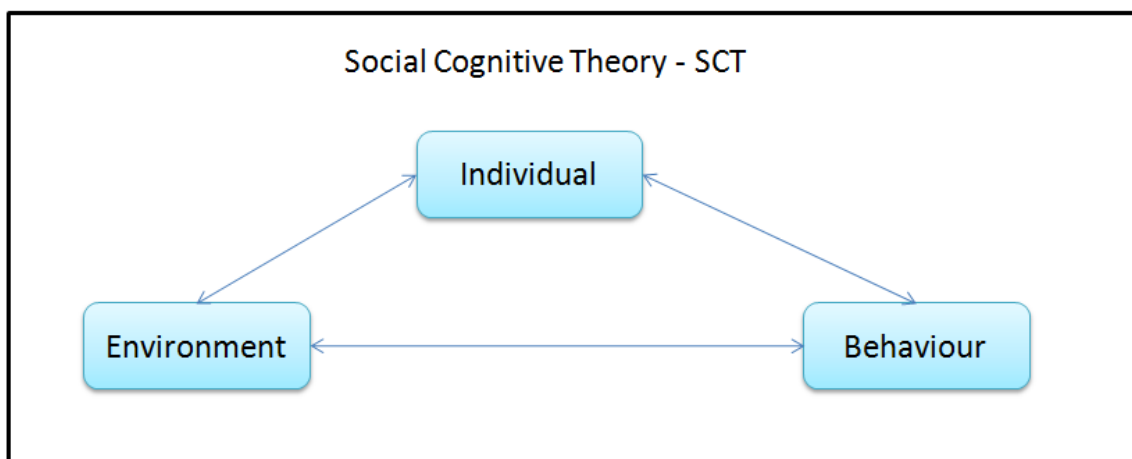 Social Cognitive Theory - SCT
Individual
Environment
Behaviour